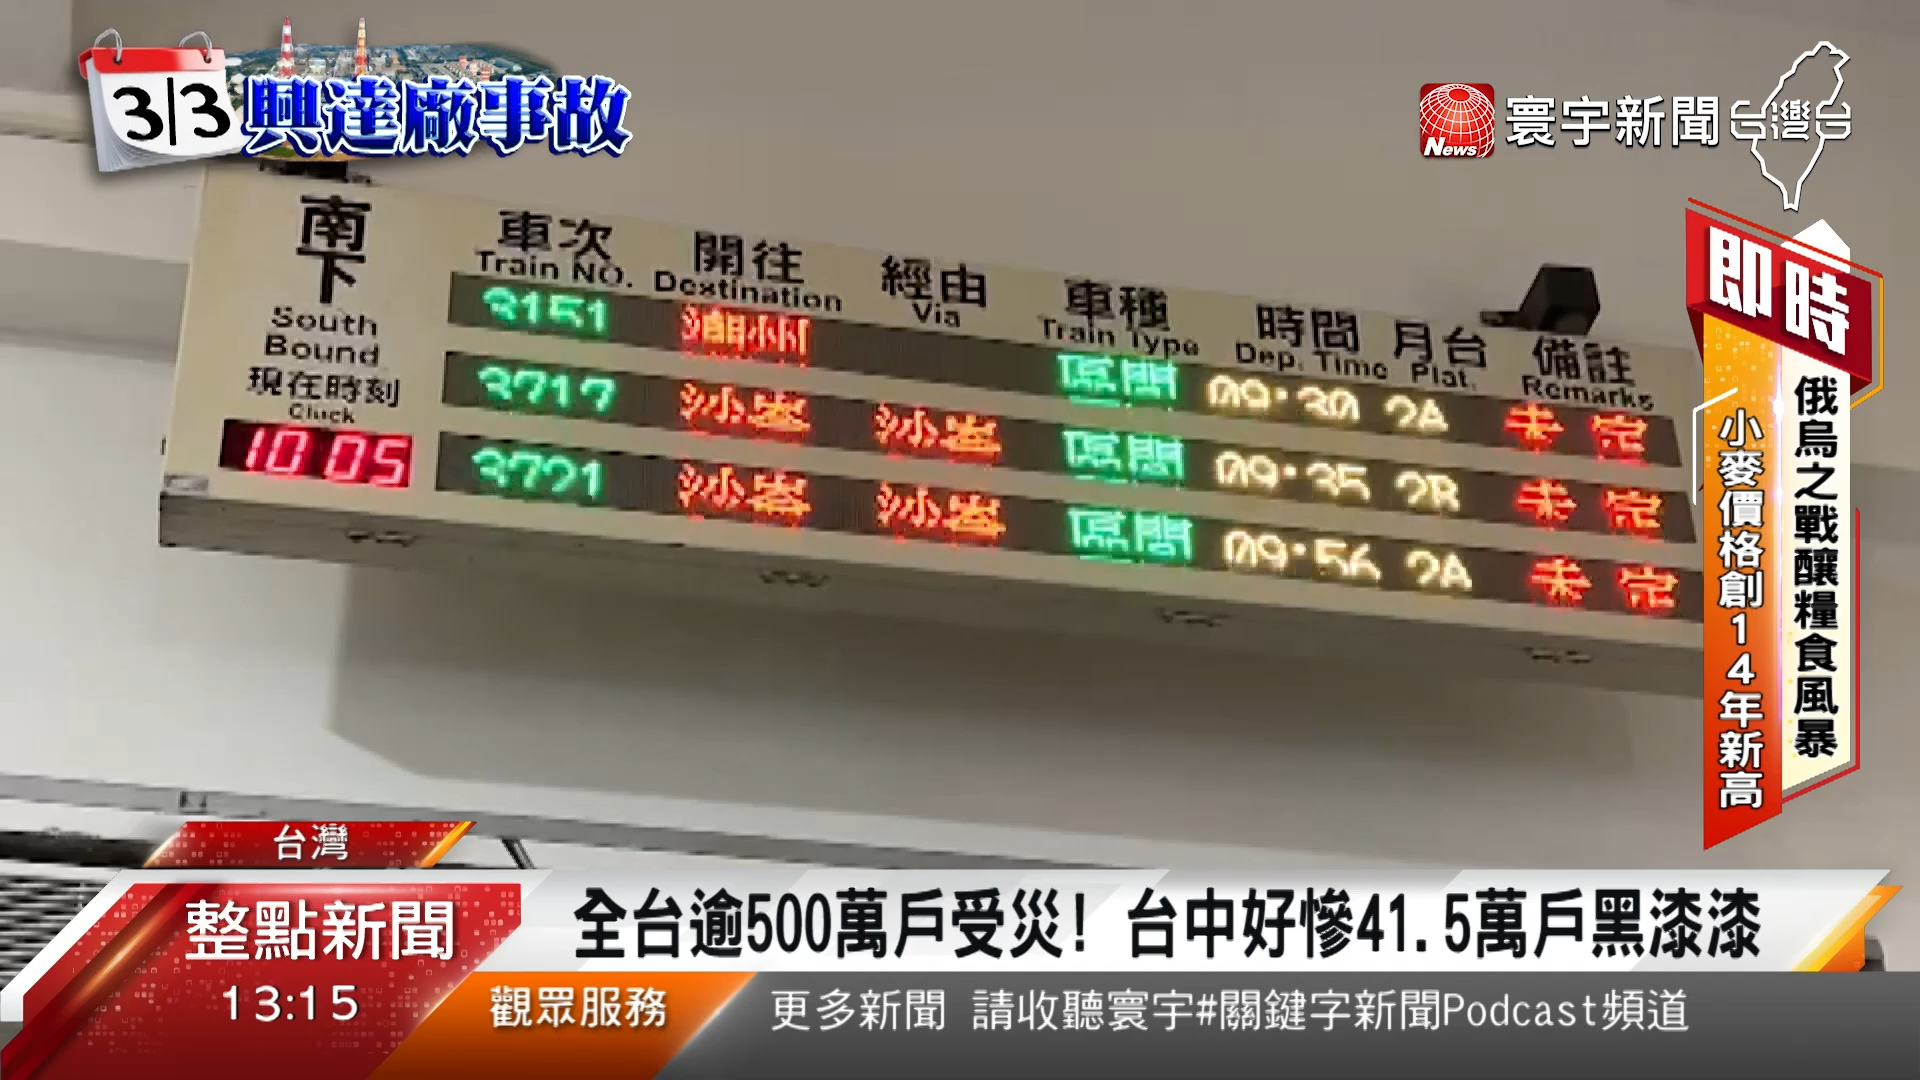 3|3 興達廠事故
News 寰宇新聞 台灣台
即時
俄烏之戰釀糧食風暴
小麥價格創14年新高
南下
South
Bound
現在時刻
Clock
10 05
車次 開往 經由 車種 時間 月台 備註
Train NO. Destination Via Train Type Dep. Time Plat. Remarks
3151 潮州 區間 09:30 2A 未定
3717 沙崙 沙崙 區間 09:35 2B 未定
3721 沙崙 沙崙 區間 09:56 2A 未定
台灣
整點新聞
13:15
全台逾500萬戶受災! 台中好慘41.5萬戶黑漆漆
觀眾服務
更多新聞 請收聽寰宇#關鍵字新聞Podcast頻道